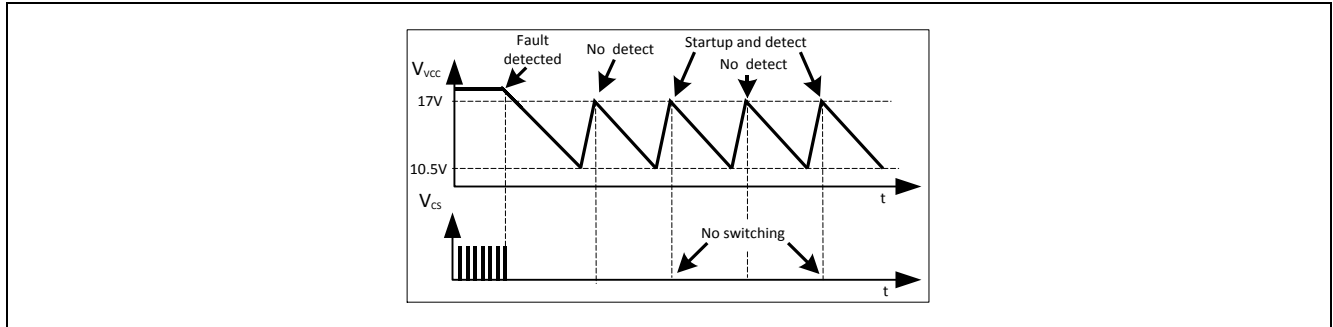 Fault
detected
No detect
Startup and detect
No detect
VVCC
17V
10.5V
t
VCS
No switching
t